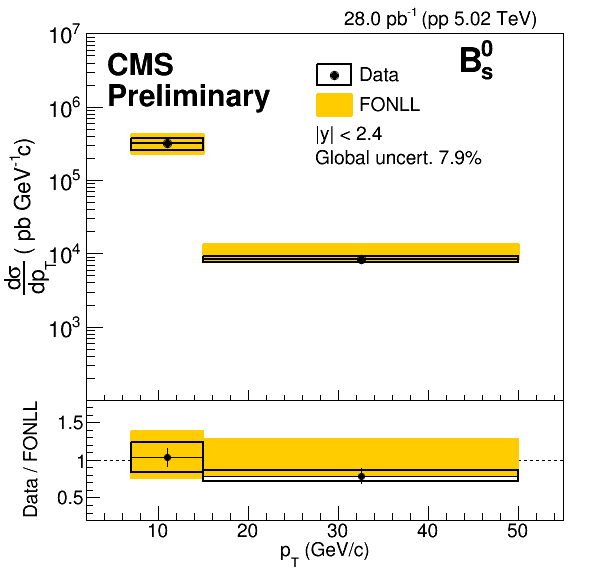 28.0 pb⁻¹ (pp 5.02 TeV)
10⁷
CMS
Preliminary
B⁰ₛ
Data
FONLL
|y| < 2.4
Global uncert. 7.9%
10⁶
10⁵
10⁴
10³
dσ/dp_T ( pb GeV⁻¹c)
1.5
1
0.5
Data / FONLL
10 20 30 40 50
p_T (GeV/c)